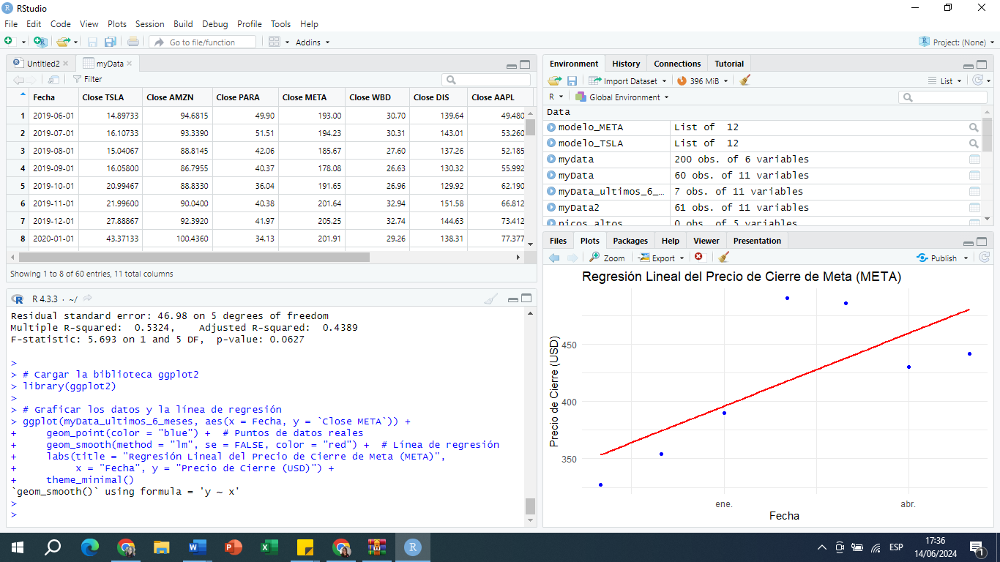 RStudio
File Edit Code View Plots Session Build Debug Profile Tools Help
Go to file/function Addins Project: (None)
Untitled2 myData
Filter
Fecha Close TSLA Close AMZN Close PARA Close META Close WBD Close DIS Close AAPL
1 2019-06-01 14.89733 94.6815 49.90 193.00 30.70 139.64 49.480
2 2019-07-01 16.10733 93.3390 51.51 194.23 30.31 143.01 53.260
3 2019-08-01 15.04067 88.8145 42.06 185.67 27.60 137.26 52.185
4 2019-09-01 16.05800 86.7955 40.37 178.08 26.63 130.32 55.992
5 2019-10-01 20.99467 88.8330 36.04 191.65 26.96 129.92 62.190
6 2019-11-01 21.99600 90.0400 40.38 201.64 32.94 151.58 66.812
7 2019-12-01 27.88867 92.3920 41.97 205.25 32.74 144.63 73.412
8 2020-01-01 43.37133 100.4360 34.13 201.91 29.26 138.31 77.377
Showing 1 to 8 of 60 entries, 11 total columns
R 4.3.3 · ~/
Residual standard error: 46.98 on 5 degrees of freedom
Multiple R-squared:  0.5324,    Adjusted R-squared:  0.4389
F-statistic: 5.693 on 1 and 5 DF,  p-value: 0.0627
>
> # Cargar la biblioteca ggplot2
> library(ggplot2)
>
> # Graficar los datos y la línea de regresión
> ggplot(myData_ultimos_6_meses, aes(x = Fecha, y = `Close META`)) +
+     geom_point(color = "blue") +  # Puntos de datos reales
+     geom_smooth(method = "lm", se = FALSE, color = "red") +  # Línea de regresión
+     labs(title = "Regresión Lineal del Precio de Cierre de Meta (META)",
+          x = "Fecha", y = "Precio de Cierre (USD)") +
+     theme_minimal()
`geom_smooth()` using formula = 'y ~ x'
>
>
Environment History Connections Tutorial
Import Dataset 396 MiB List
R Global Environment
Data
modelo_META List of  12
modelo_TSLA List of  12
mydata 200 obs. of 6 variables
myData 60 obs. of 11 variables
myData_ultimos_6_… 7 obs. of 11 variables
myData2 61 obs. of 11 variables
picos_altos 0 obs. of 5 variables
Files Plots Packages Help Viewer Presentation
Zoom Export Publish
Regresión Lineal del Precio de Cierre de Meta (META)
Precio de Cierre (USD)
450
400
350
ene. abr.
Fecha
ESP
17:36
14/06/2024
1